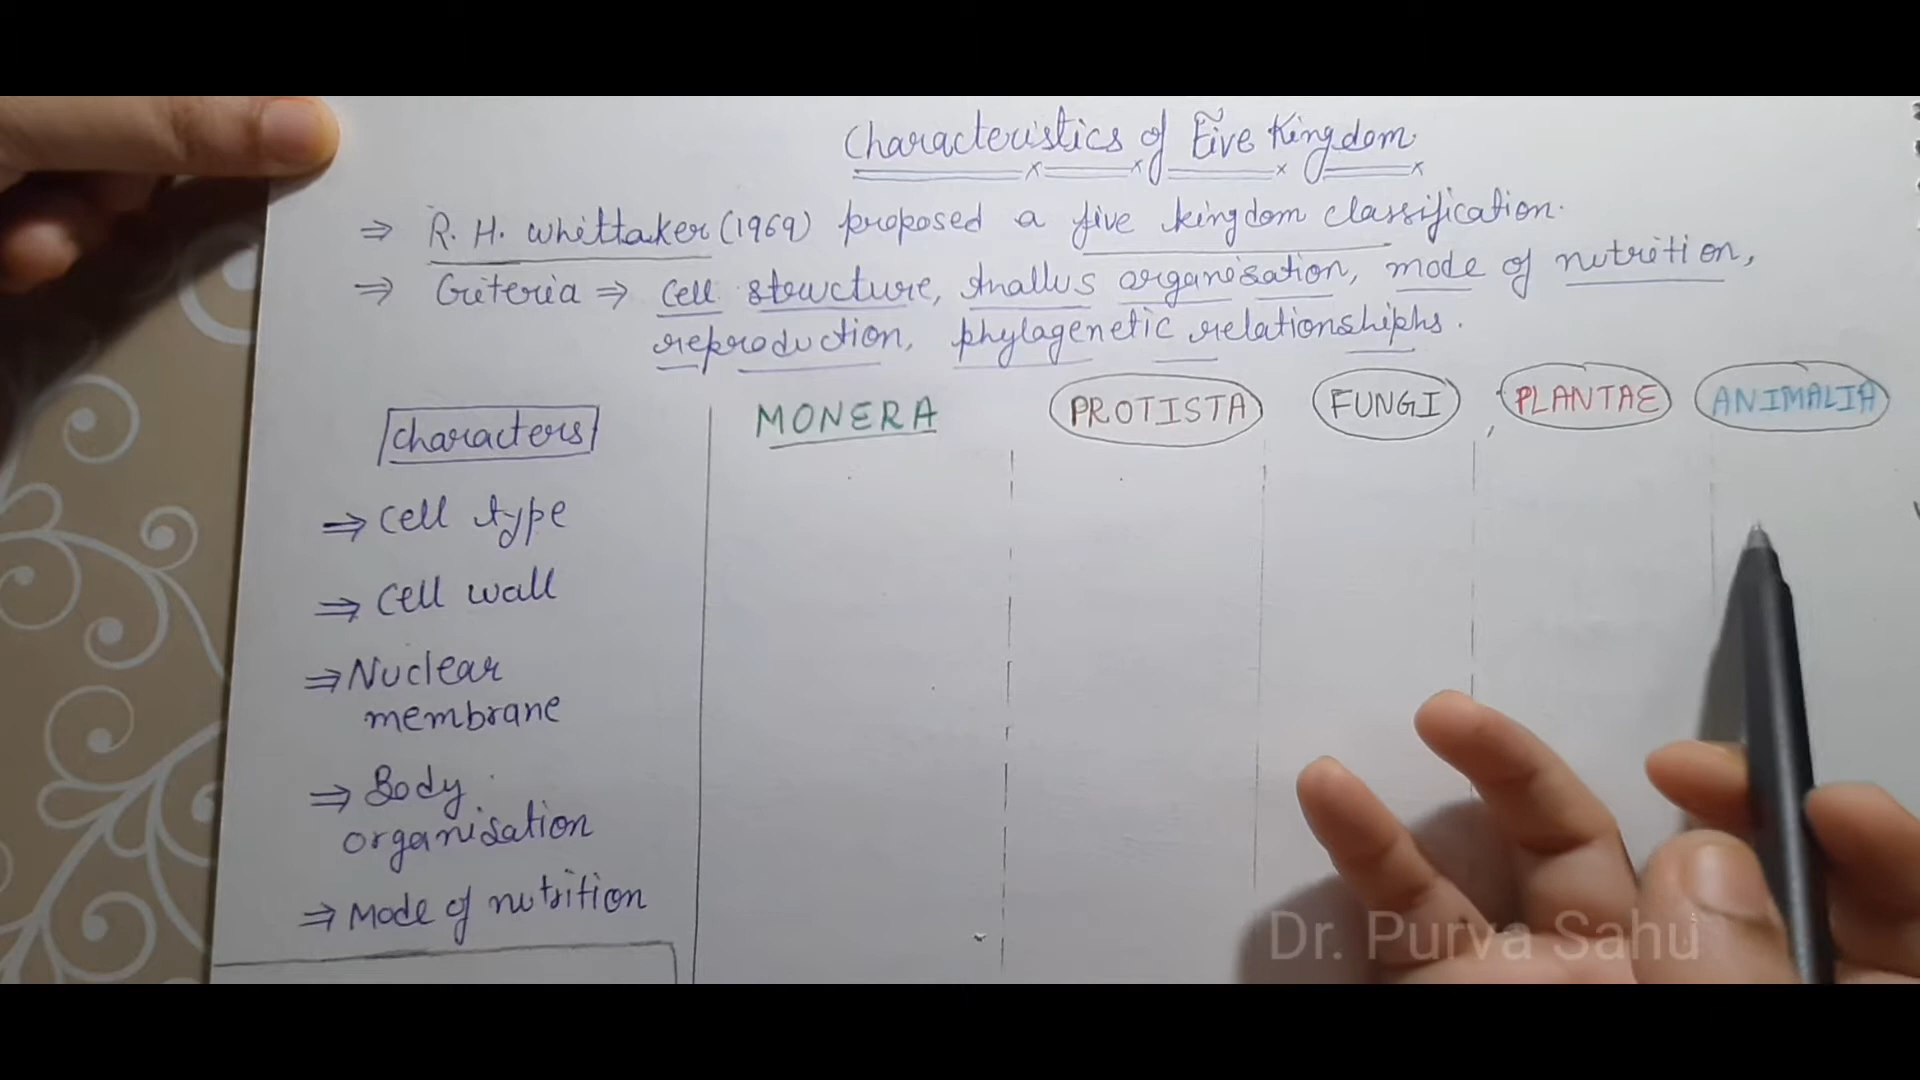 Characteristics of Five Kingdom
⇒ R. H. Whittaker (1969) proposed a five kingdom classification.
⇒ Criteria ⇒ cell structure, thallus organisation, mode of nutrition,
reproduction, phylagenetic relationshiphs.
characters MONERA PROTISTA FUNGI PLANTAE ANIMALIA
⇒ cell type
⇒ cell wall
⇒ Nuclear
membrane
⇒ Body
organisation
⇒ Mode of nutrition
Dr. Purva Sahu